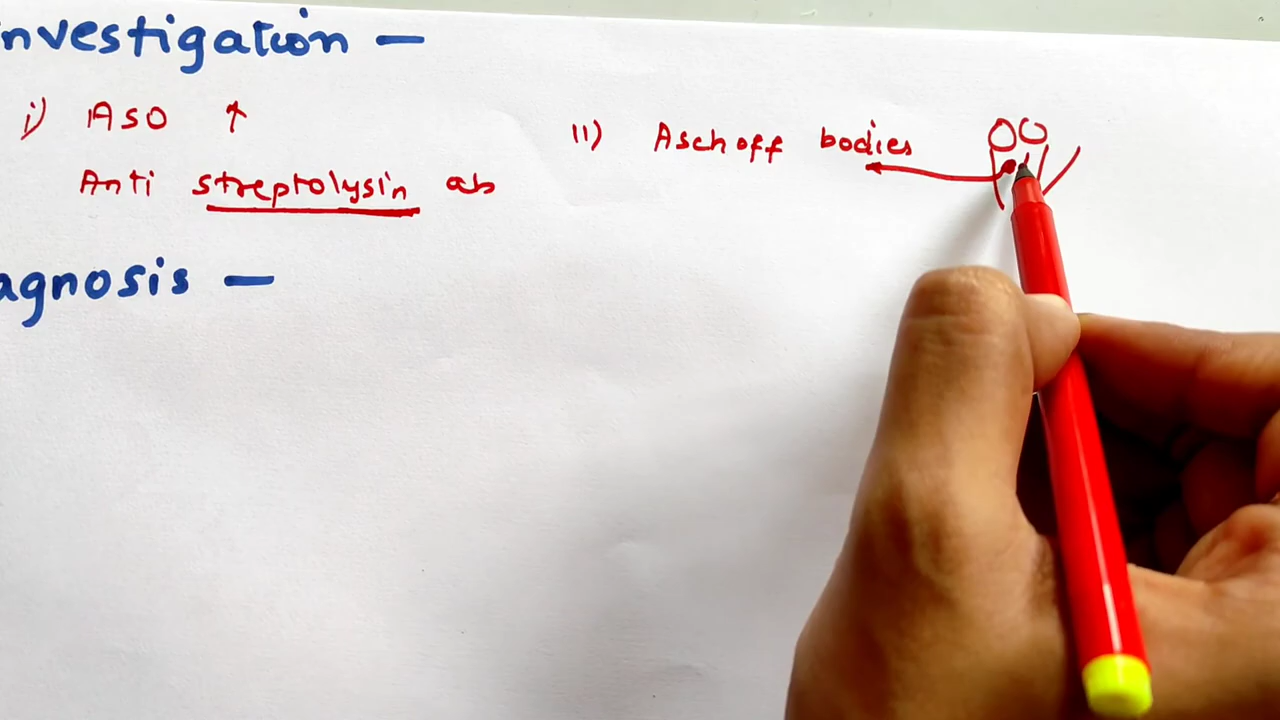 nvestigation –
i) ASO ↑
Anti streptolysin ab
ii) Aschoff bodies
agnosis –